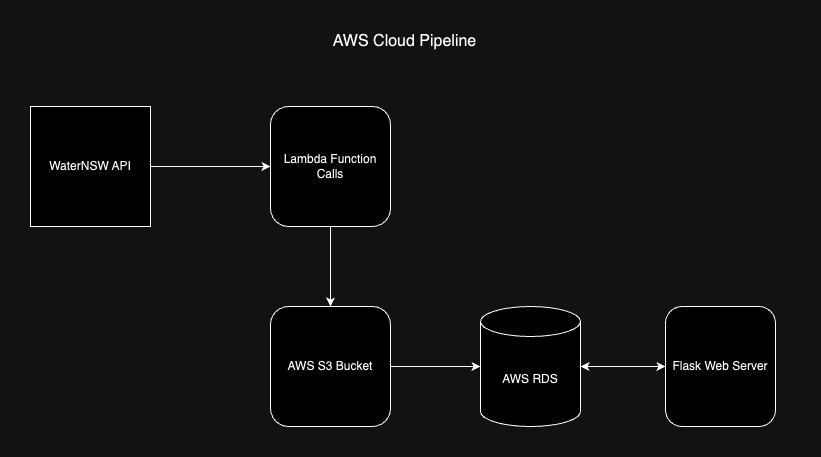 AWS Cloud Pipeline
WaterNSW API
Lambda Function
Calls
AWS S3 Bucket
AWS RDS
Flask Web Server